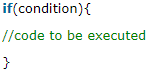 if(condition){
//code to be executed
}